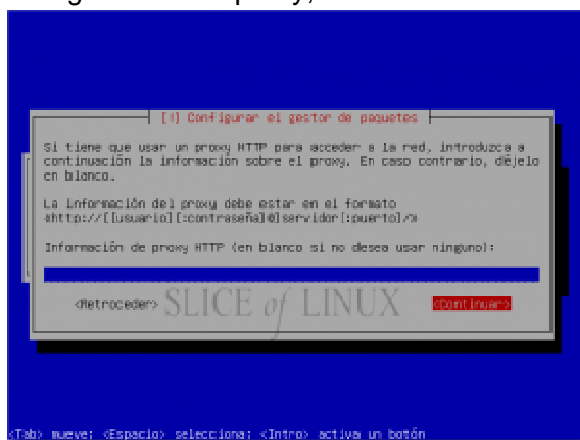 [!] Configurar el gestor de paquetes
Si tiene que usar un proxy HTTP para acceder a la red, introduzca a
continuación la información sobre el proxy. En caso contrario, déjelo
en blanco.
La información del proxy debe estar en el formato
«http://[[usuario][:contraseña]@]servidor[:puerto]/»
Información de proxy HTTP (en blanco si no desea usar ninguno):
<Retroceder>
SLICE of LINUX
<Continuar>
<Tab> mueve; <Espacio> selecciona; <Intro> activa un botón